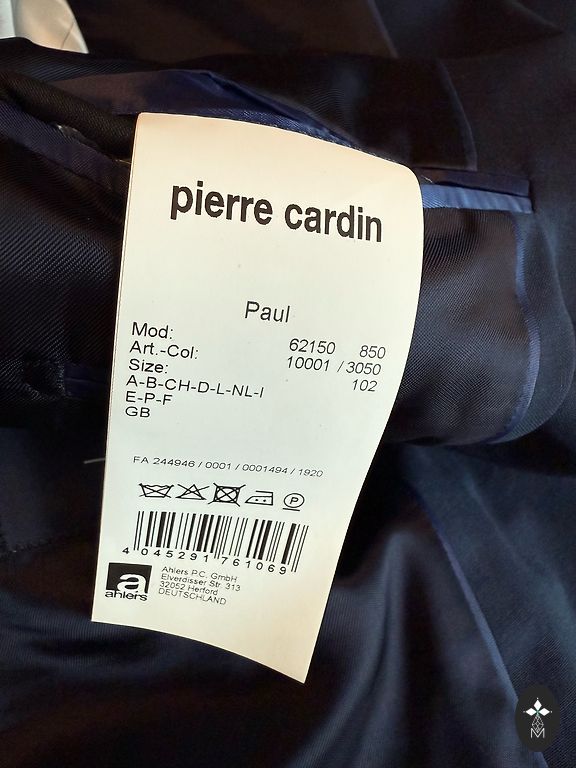 pierre cardin
Paul
Mod: 62150 850
Art.-Col: 10001 / 3050
Size: 102
A-B-CH-D-L-NL-I
E-P-F
GB
FA 244946 / 0001 / 0001494 / 1920
P
4 045291 761069
a
ahlers
Ahlers P.C. GmbH
Elverdisser Str. 313
32052 Herford
DEUTSCHLAND
M